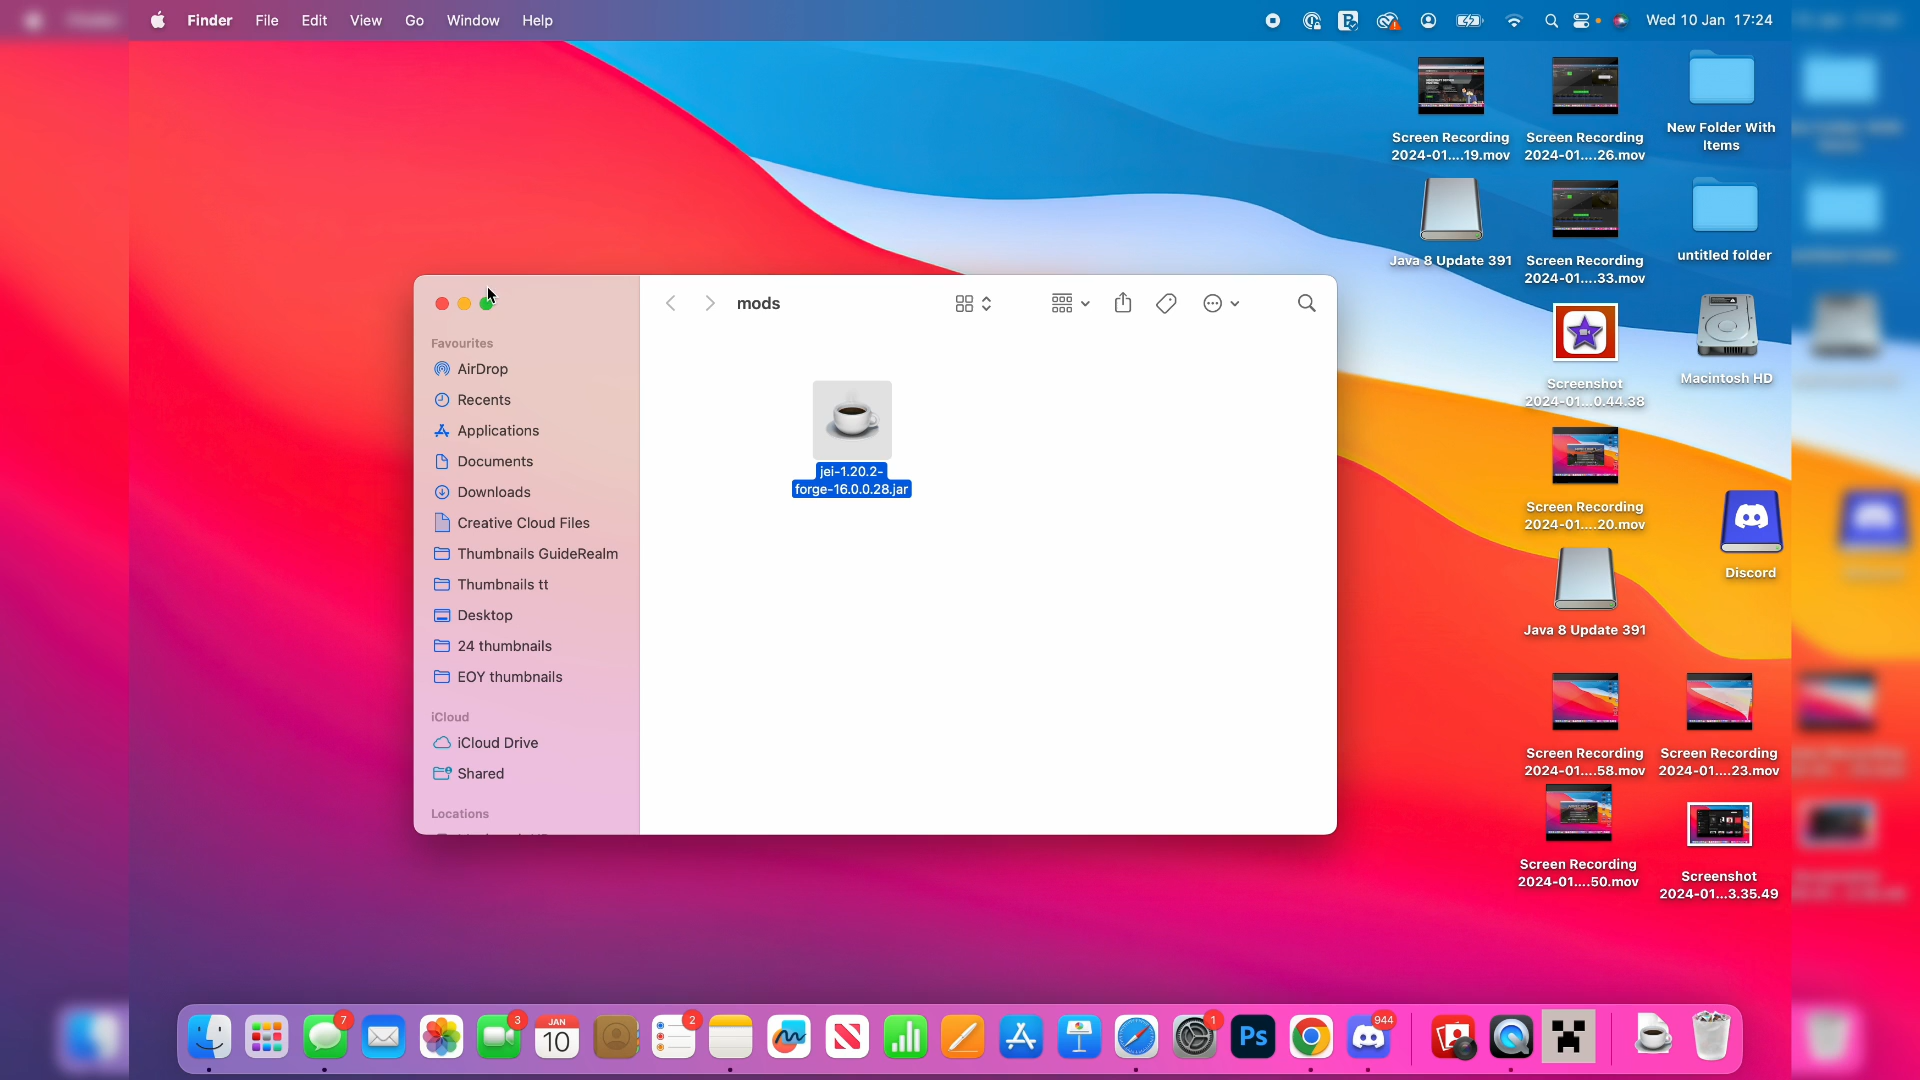 Finder File Edit View Go Window Help
Wed 10 Jan 17:24
mods
Favourites
AirDrop
Recents
Applications
Documents
Downloads
Creative Cloud Files
Thumbnails GuideRealm
Thumbnails tt
Desktop
24 thumbnails
EOY thumbnails
iCloud
iCloud Drive
Shared
Locations
jei-1.20.2-
forge-16.0.0.28.jar
Screen Recording
2024-01....19.mov
Screen Recording
2024-01....26.mov
New Folder With
Items
Java 8 Update 391
Screen Recording
2024-01....33.mov
untitled folder
Screenshot
2024-01...0.44.38
Macintosh HD
Screen Recording
2024-01....20.mov
Discord
Java 8 Update 391
Screen Recording
2024-01....58.mov
Screen Recording
2024-01....23.mov
Screen Recording
2024-01....50.mov
Screenshot
2024-01...3.35.49
7
3
JAN
10
2
1
Ps
944